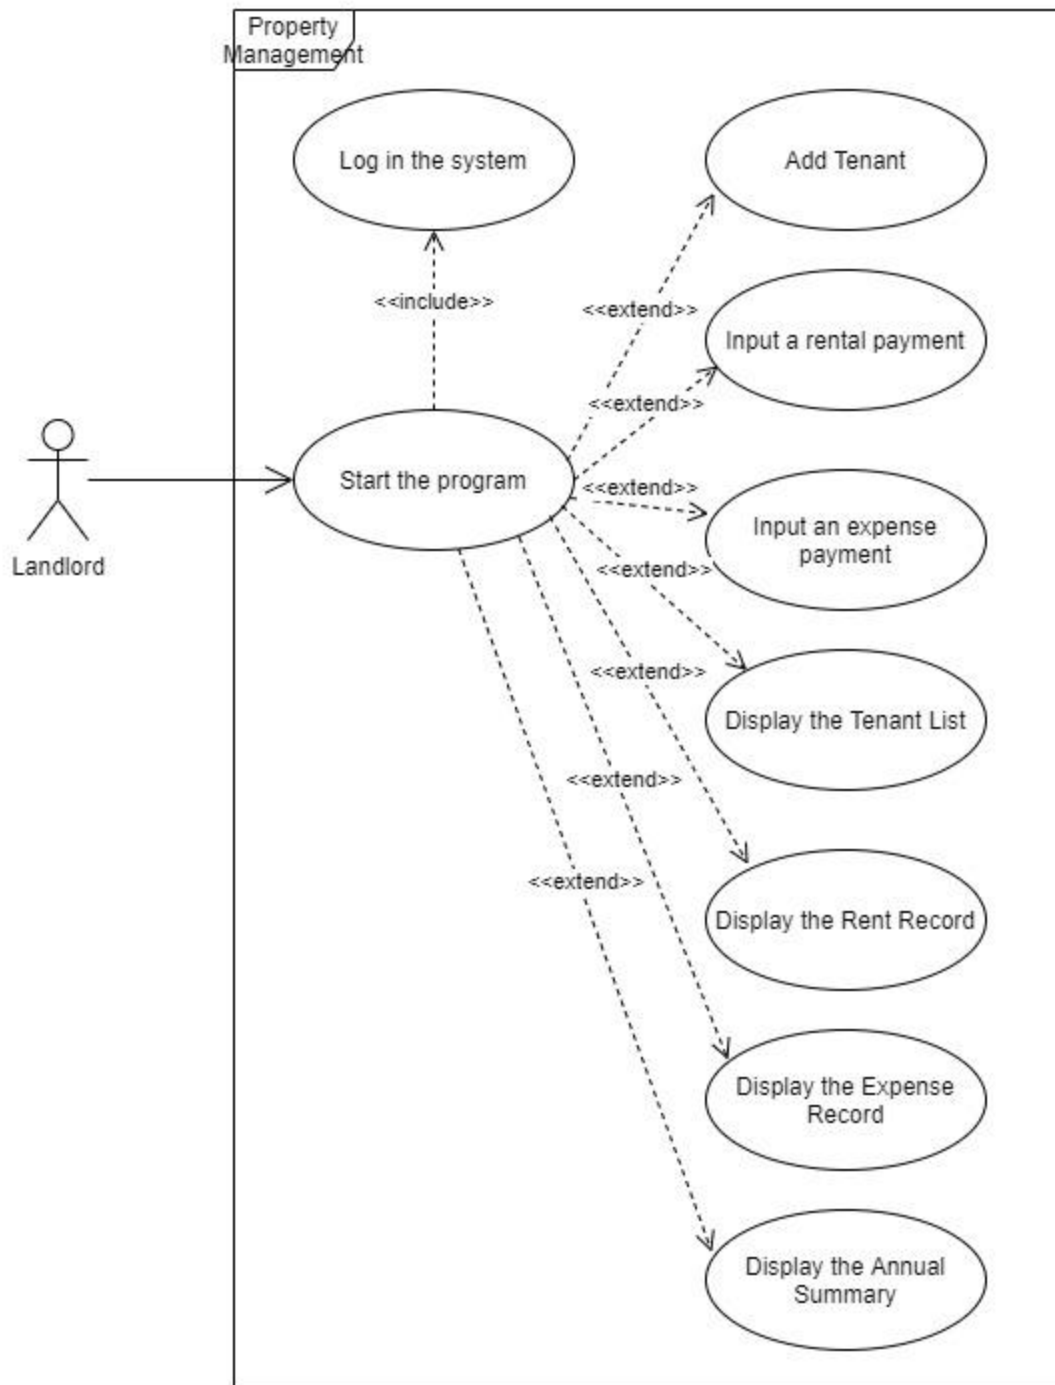 Property
Management
Log in the system
Add Tenant
<<include>>
<<extend>>
Input a rental payment
<<extend>>
Start the program
<<extend>>
Input an expense
payment
Landlord
<<extend>>
<<extend>>
Display the Tenant List
<<extend>>
<<extend>>
Display the Rent Record
Display the Expense
Record
Display the Annual
Summary